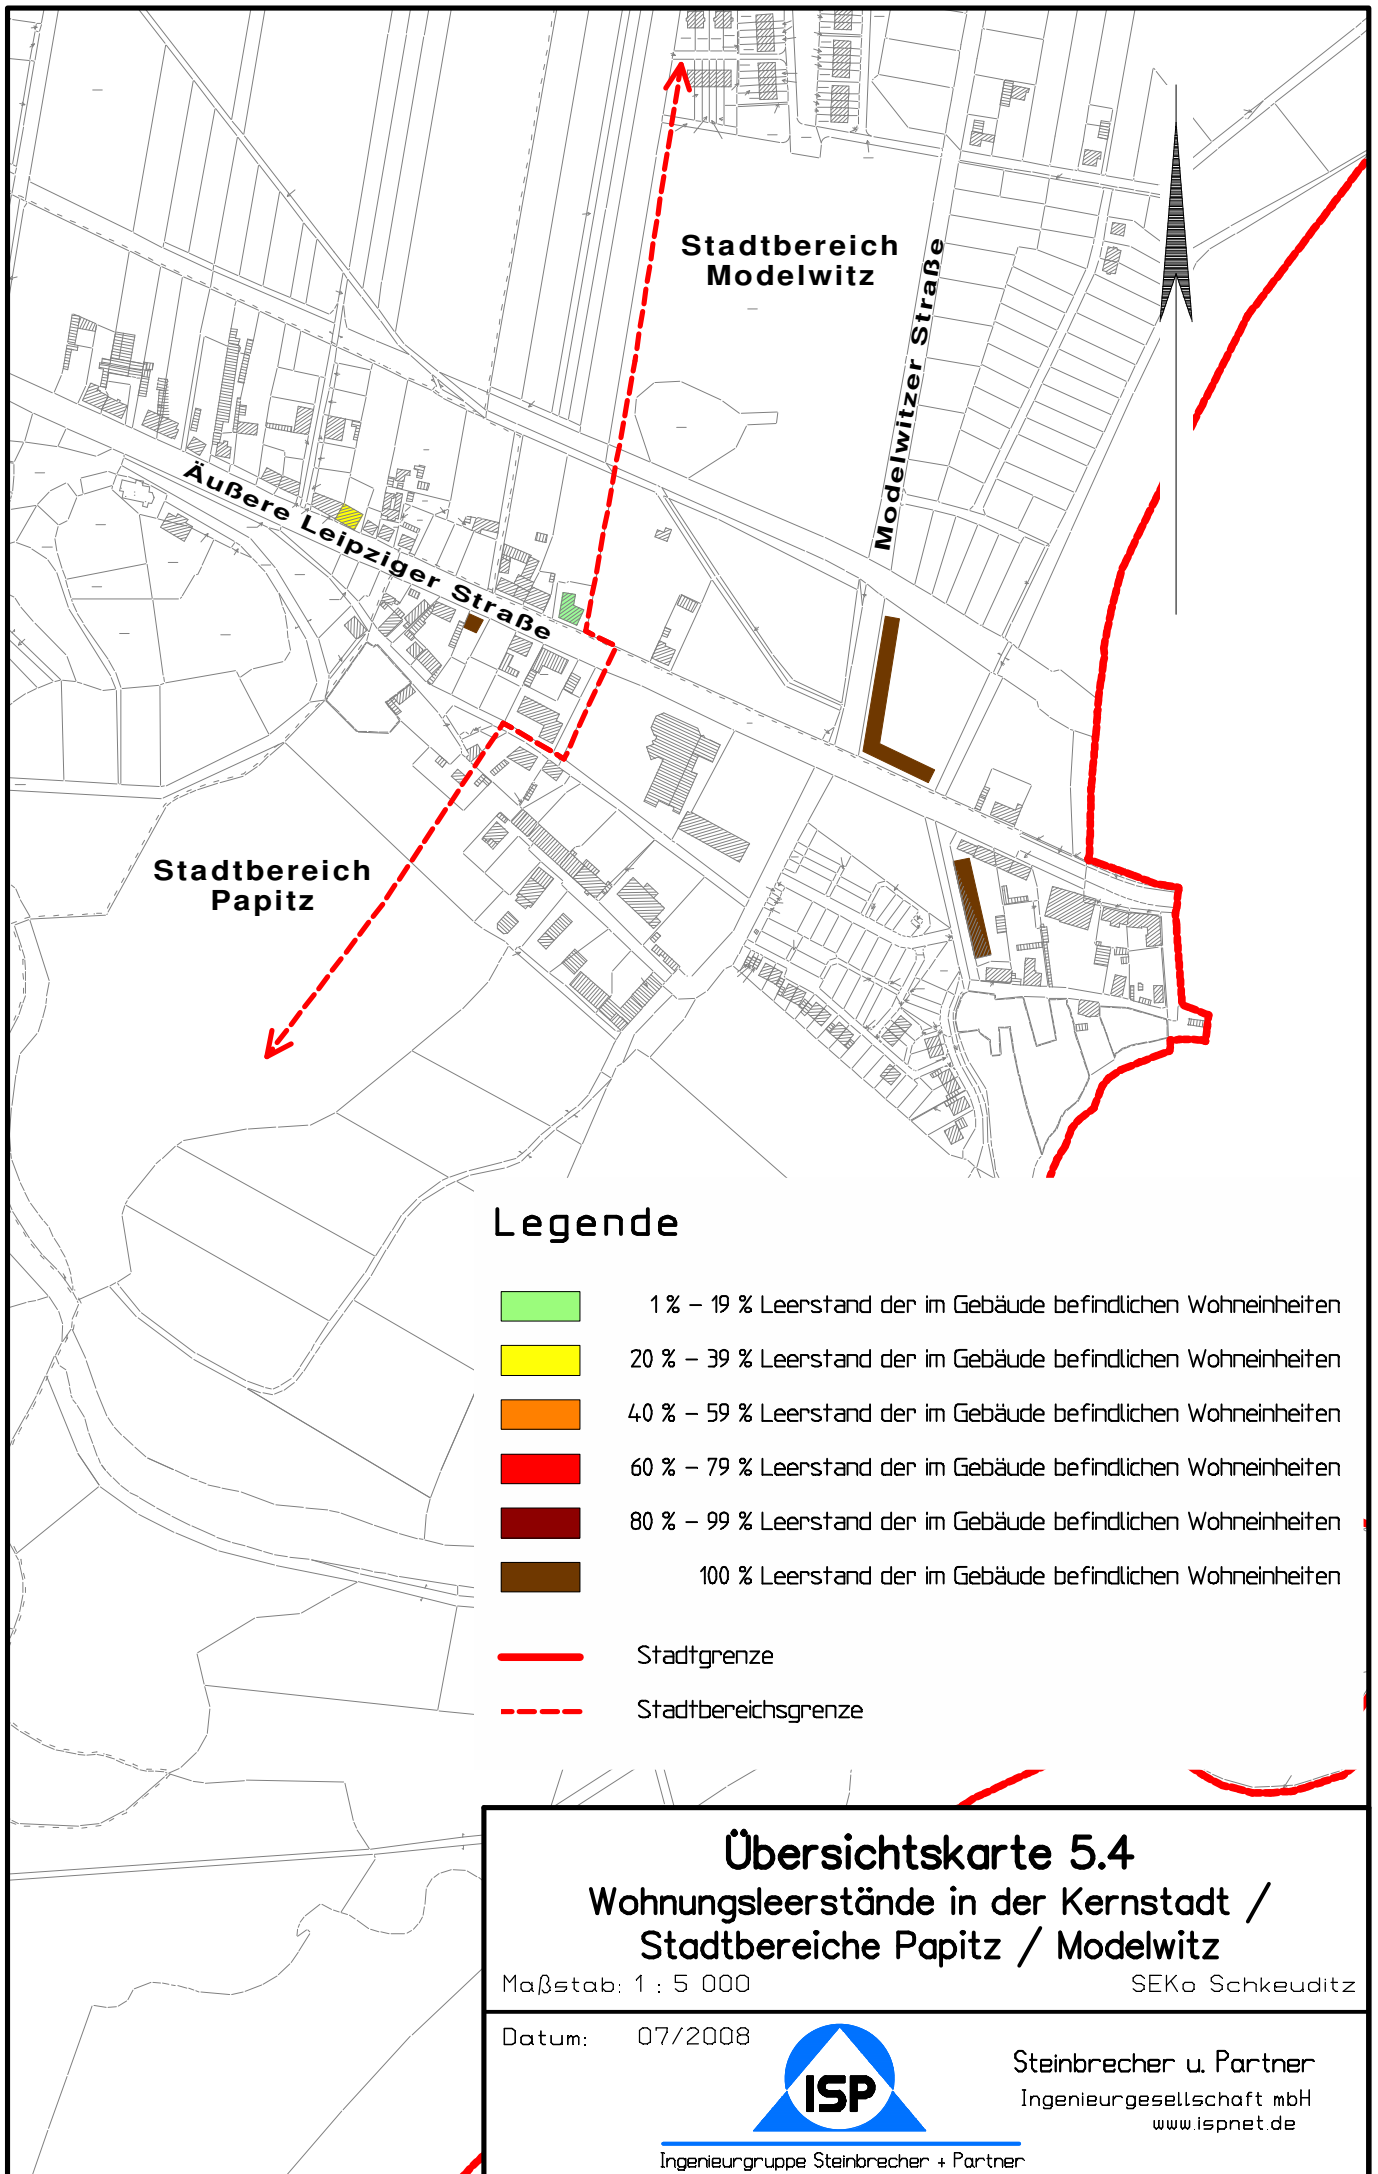 Stadtbereich
Modelwitz
Modelwitzer Straße
Äußere Leipziger Straße
Stadtbereich
Papitz
Legende
1 % – 19 % Leerstand der im Gebäude befindlichen Wohneinheiten
20 % – 39 % Leerstand der im Gebäude befindlichen Wohneinheiten
40 % – 59 % Leerstand der im Gebäude befindlichen Wohneinheiten
60 % – 79 % Leerstand der im Gebäude befindlichen Wohneinheiten
80 % – 99 % Leerstand der im Gebäude befindlichen Wohneinheiten
100 % Leerstand der im Gebäude befindlichen Wohneinheiten
Stadtgrenze
Stadtbereichsgrenze
Übersichtskarte 5.4
Wohnungsleerstände in der Kernstadt /
Stadtbereiche Papitz / Modelwitz
Maßstab: 1 : 5 000 SEKo Schkeuditz
Datum: 07/2008
ISP
Ingenieurgruppe Steinbrecher + Partner
Steinbrecher u. Partner
Ingenieurgesellschaft mbH
www.ispnet.de